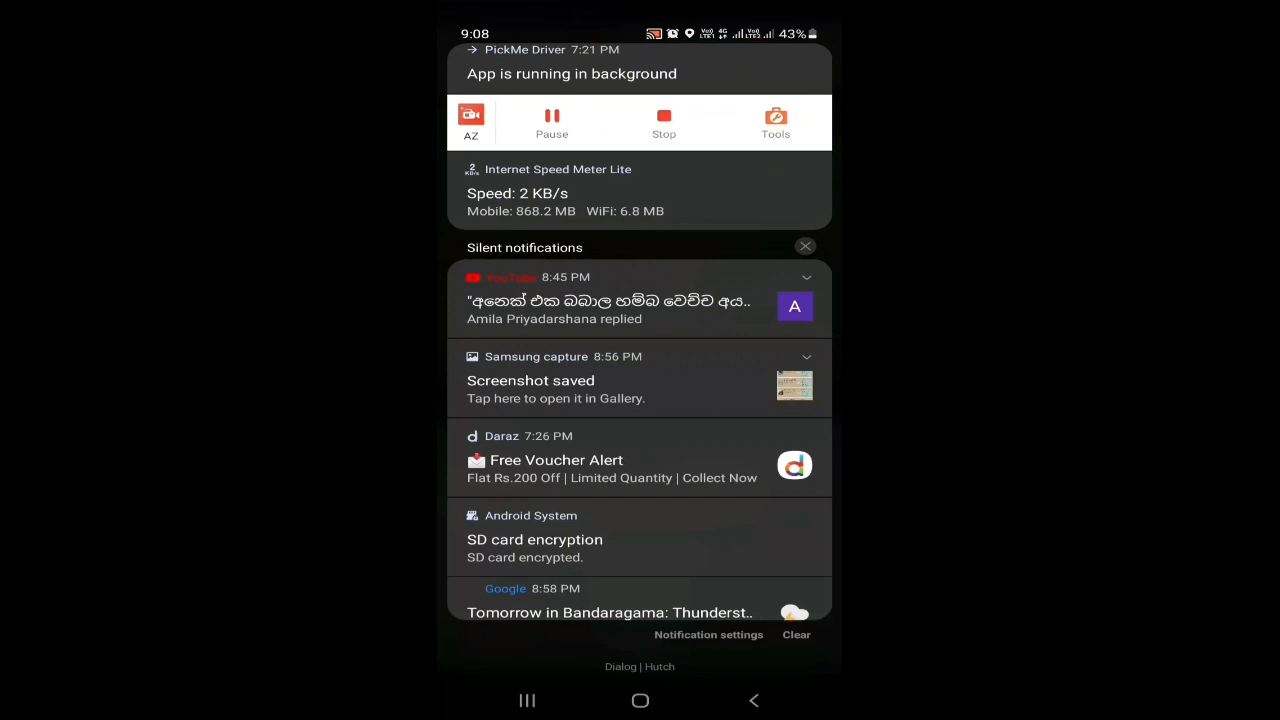 9:08 43%
PickMe Driver 7:21 PM
App is running in background
AZ
Pause
Stop
Tools
2 KB/s Internet Speed Meter Lite
Speed: 2 KB/s
Mobile: 868.2 MB WiFi: 6.8 MB
Silent notifications
YouTube 8:45 PM
"අනෙක් එක බබාල හම්බ වෙච්ච අය..
Amila Priyadarshana replied
A
Samsung capture 8:56 PM
Screenshot saved
Tap here to open it in Gallery.
Daraz 7:26 PM
Free Voucher Alert
Flat Rs.200 Off | Limited Quantity | Collect Now
Android System
SD card encryption
SD card encrypted.
Google 8:58 PM
Tomorrow in Bandaragama: Thunderst..
Notification settings Clear
Dialog | Hutch